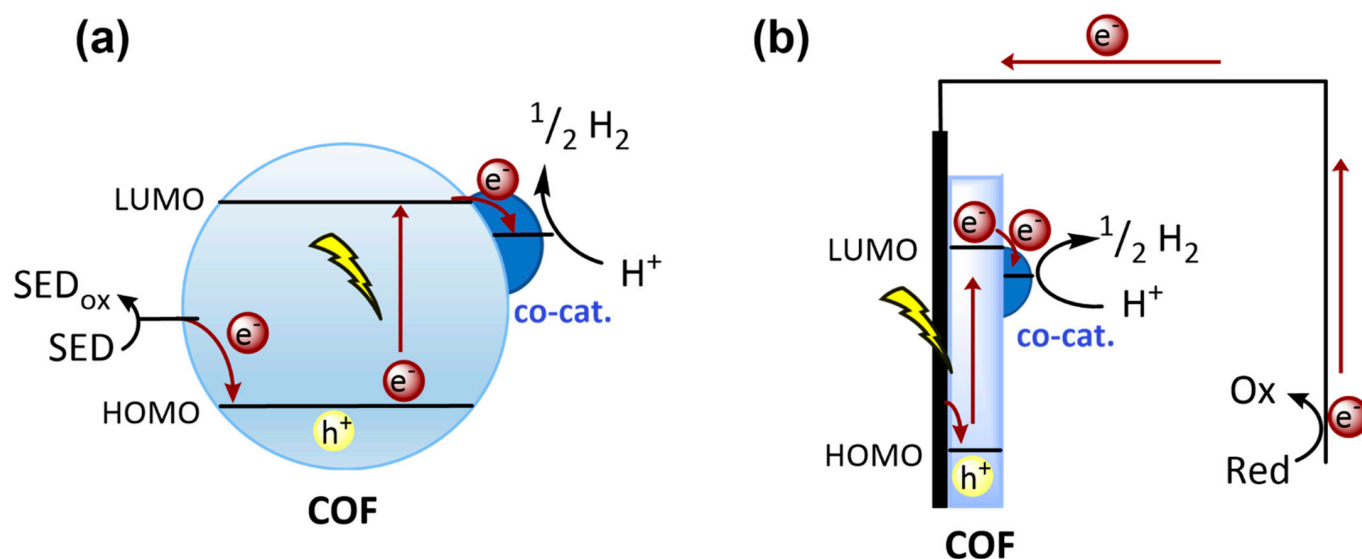 (a)
LUMO
e⁻
1/2 H₂
H⁺
co-cat.
SEDox
SED
e⁻
e⁻
HOMO
h⁺
COF
(b)
e⁻
LUMO
e⁻
e⁻
1/2 H₂
H⁺
co-cat.
Ox
e⁻
Red
HOMO
h⁺
COF